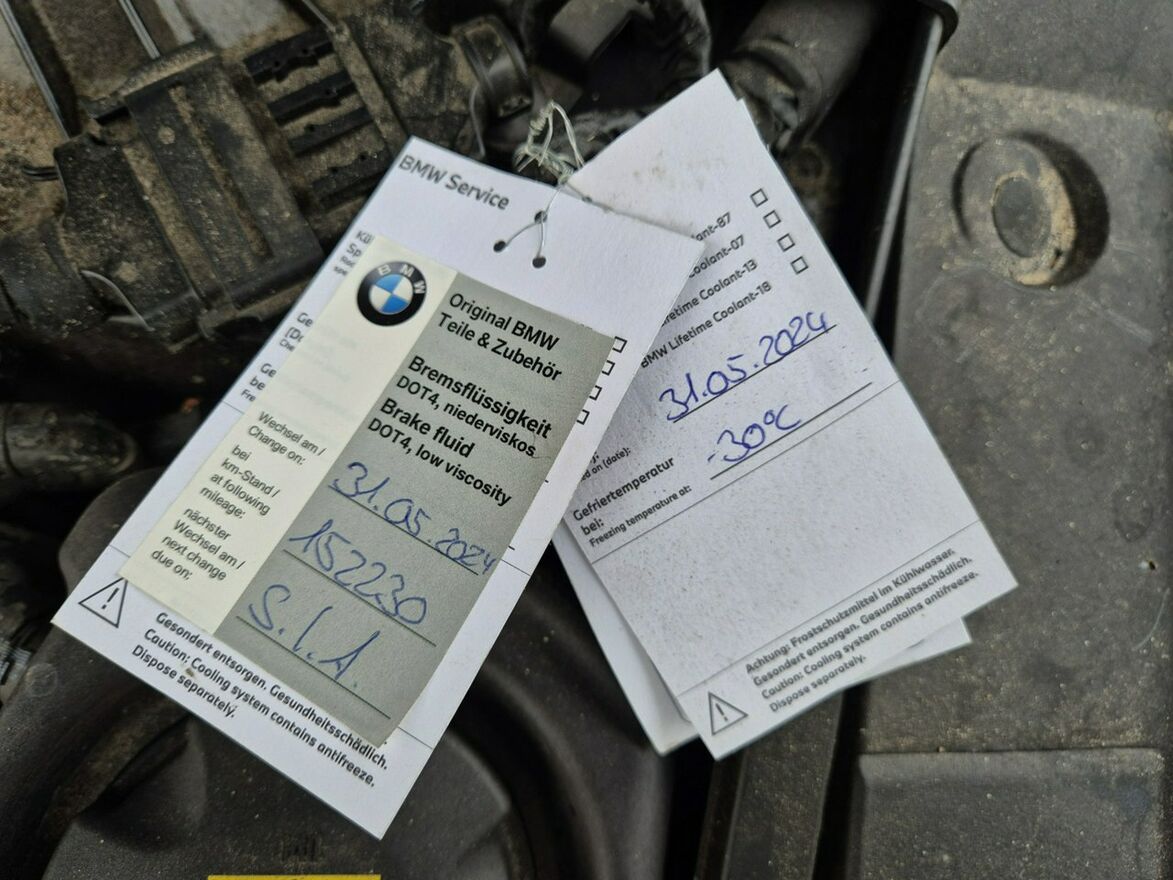 BMW Service
BMW
Original BMW
Teile & Zubehör
Bremsflüssigkeit
DOT4, niederviskos
Brake fluid
DOT4, low viscosity
Wechsel am /
Change on:
31.05.2024
bei
km-Stand /
at following
mileage:
152230
nächster
Wechsel am /
next change
due on:
S.I.A.
Gesondert entsorgen. Gesundheitsschädlich.
Caution: Cooling system contains antifreeze.
Dispose separately.
lant-87
Coolant-07
Lifetime Coolant-13
BMW Lifetime Coolant-18
31.05.2024
d on (date):
Gefriertemperatur
bei:
Freezing temperature at:
-30°C
Achtung: Frostschutzmittel im Kühlwasser.
Gesondert entsorgen. Gesundheitsschädlich.
Caution: Cooling system contains antifreeze.
Dispose separately.